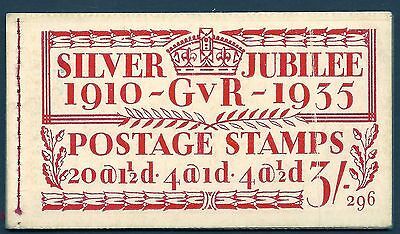 SILVER JUBILEE
1910 - GvR - 1935
POSTAGE STAMPS
20@1½d · 4@1d · 4@½d 3/-
296